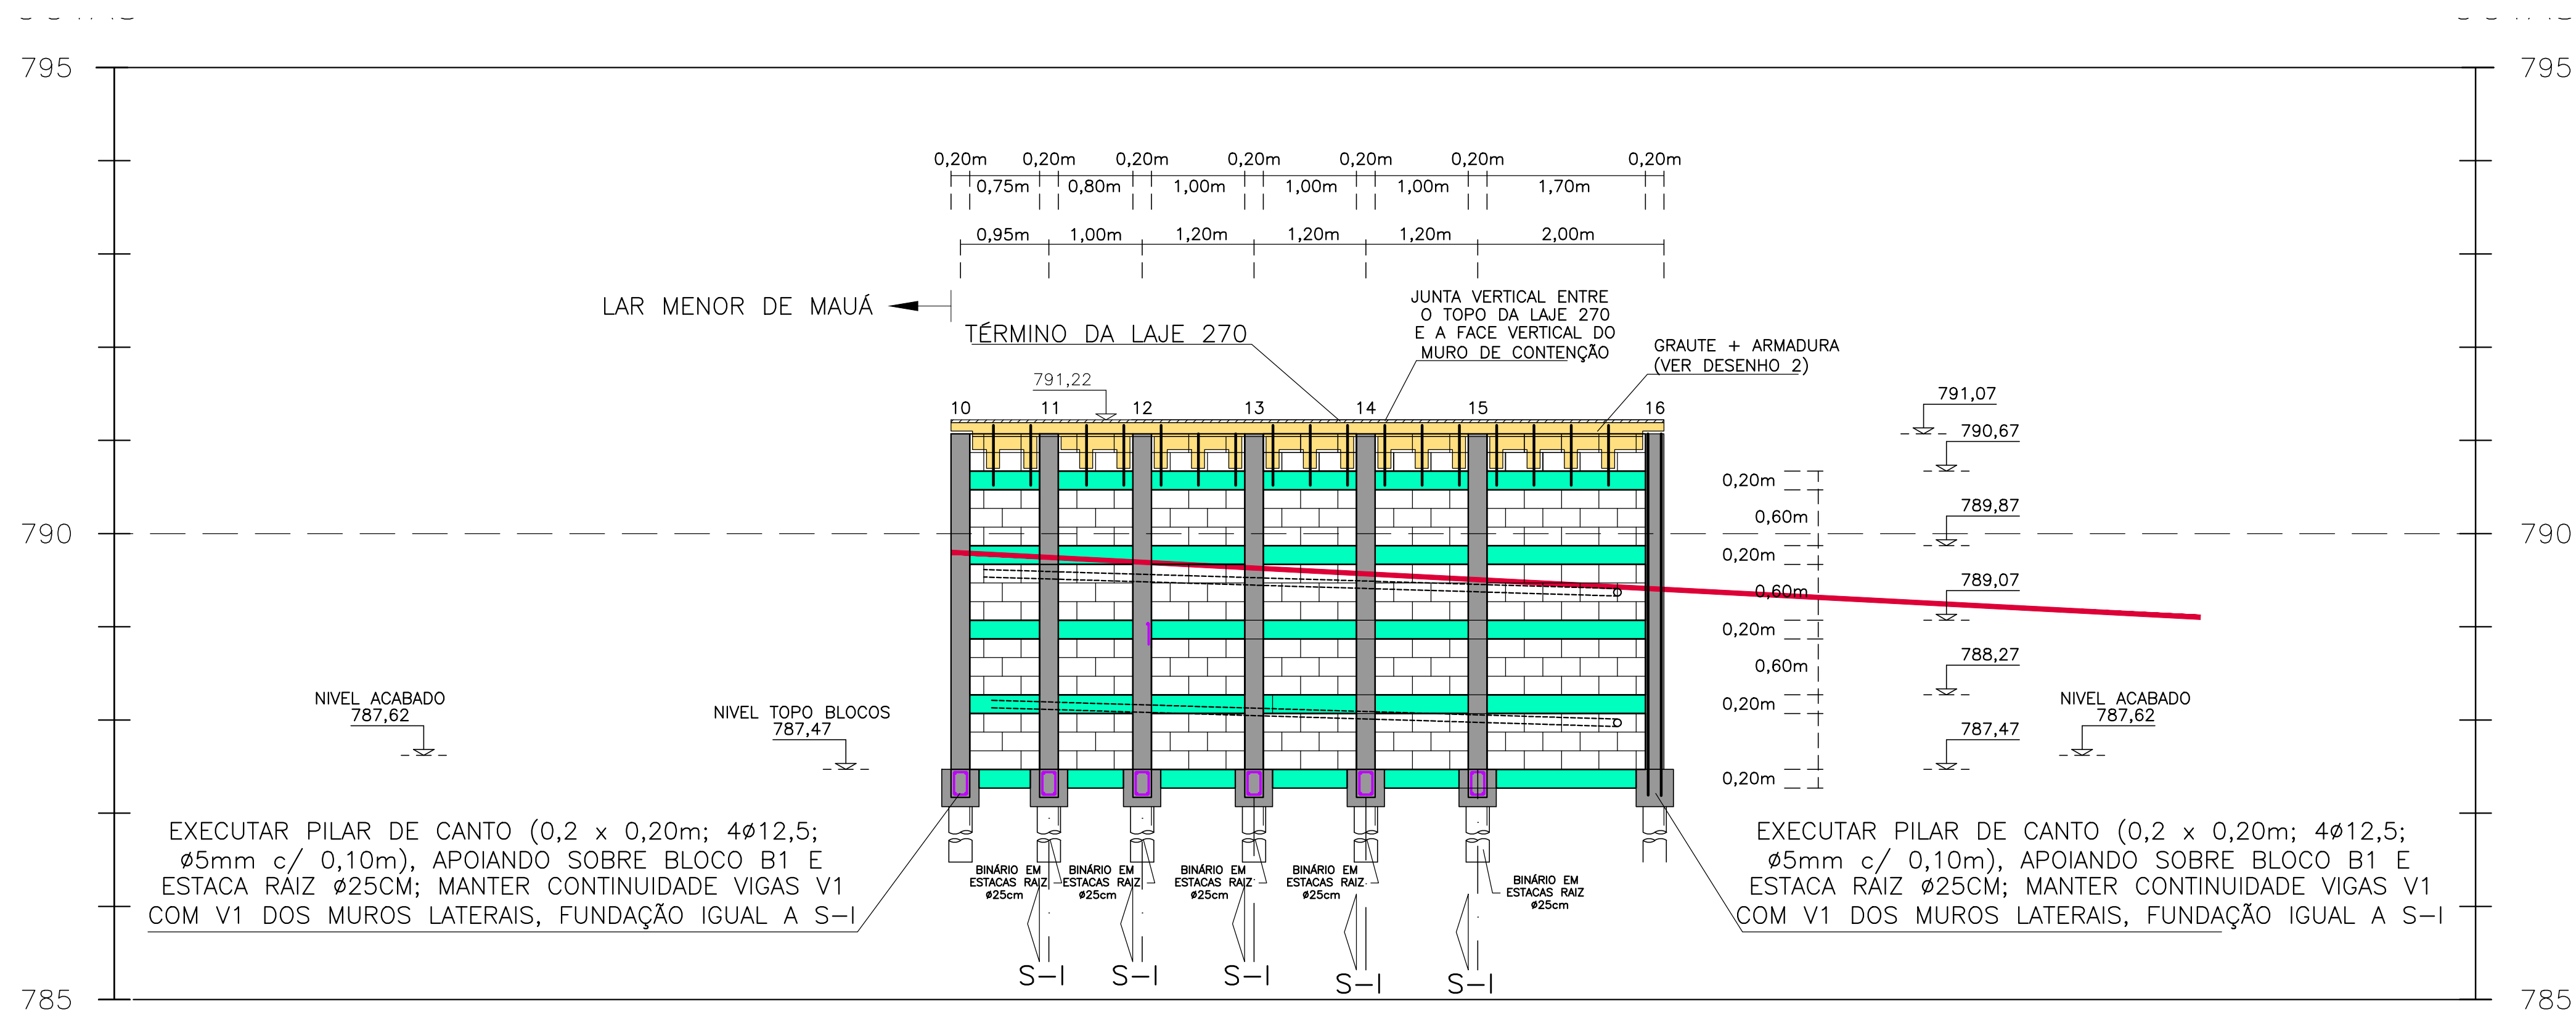 795
795
0,20m 0,20m 0,20m 0,20m 0,20m 0,20m 0,20m
0,75m 0,80m 1,00m 1,00m 1,00m 1,70m
0,95m 1,00m 1,20m 1,20m 1,20m 2,00m
LAR MENOR DE MAUÁ
TÉRMINO DA LAJE 270
JUNTA VERTICAL ENTRE
O TOPO DA LAJE 270
E A FACE VERTICAL DO
MURO DE CONTENÇÃO
GRAUTE + ARMADURA
(VER DESENHO 2)
791,22
10 11 12 13 14 15 16
791,07
790,67
789,87
789,07
788,27
787,47
0,20m
0,60m
0,20m
0,60m
0,20m
0,60m
0,20m
0,20m
790
790
NIVEL ACABADO
787,62
NIVEL TOPO BLOCOS
787,47
NIVEL ACABADO
787,62
EXECUTAR PILAR DE CANTO (0,2 x 0,20m; 4ø12,5;
ø5mm c/ 0,10m), APOIANDO SOBRE BLOCO B1 E
ESTACA RAIZ ø25CM; MANTER CONTINUIDADE VIGAS V1
COM V1 DOS MUROS LATERAIS, FUNDAÇÃO IGUAL A S-I
BINÁRIO EM
ESTACAS RAIZ
ø25cm
BINÁRIO EM
ESTACAS RAIZ
ø25cm
BINÁRIO EM
ESTACAS RAIZ
ø25cm
BINÁRIO EM
ESTACAS RAIZ
ø25cm
BINÁRIO EM
ESTACAS RAIZ
ø25cm
EXECUTAR PILAR DE CANTO (0,2 x 0,20m; 4ø12,5;
ø5mm c/ 0,10m), APOIANDO SOBRE BLOCO B1 E
ESTACA RAIZ ø25CM; MANTER CONTINUIDADE VIGAS V1
COM V1 DOS MUROS LATERAIS, FUNDAÇÃO IGUAL A S-I
S-I S-I S-I S-I S-I
785
785